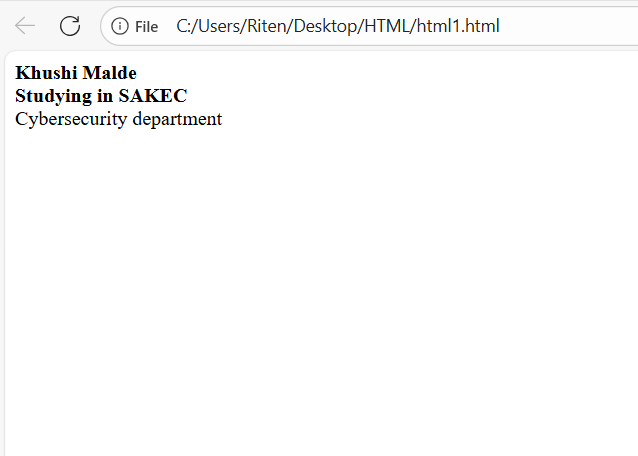 File C:/Users/Riten/Desktop/HTML/html1.html
Khushi Malde
Studying in SAKEC
Cybersecurity department